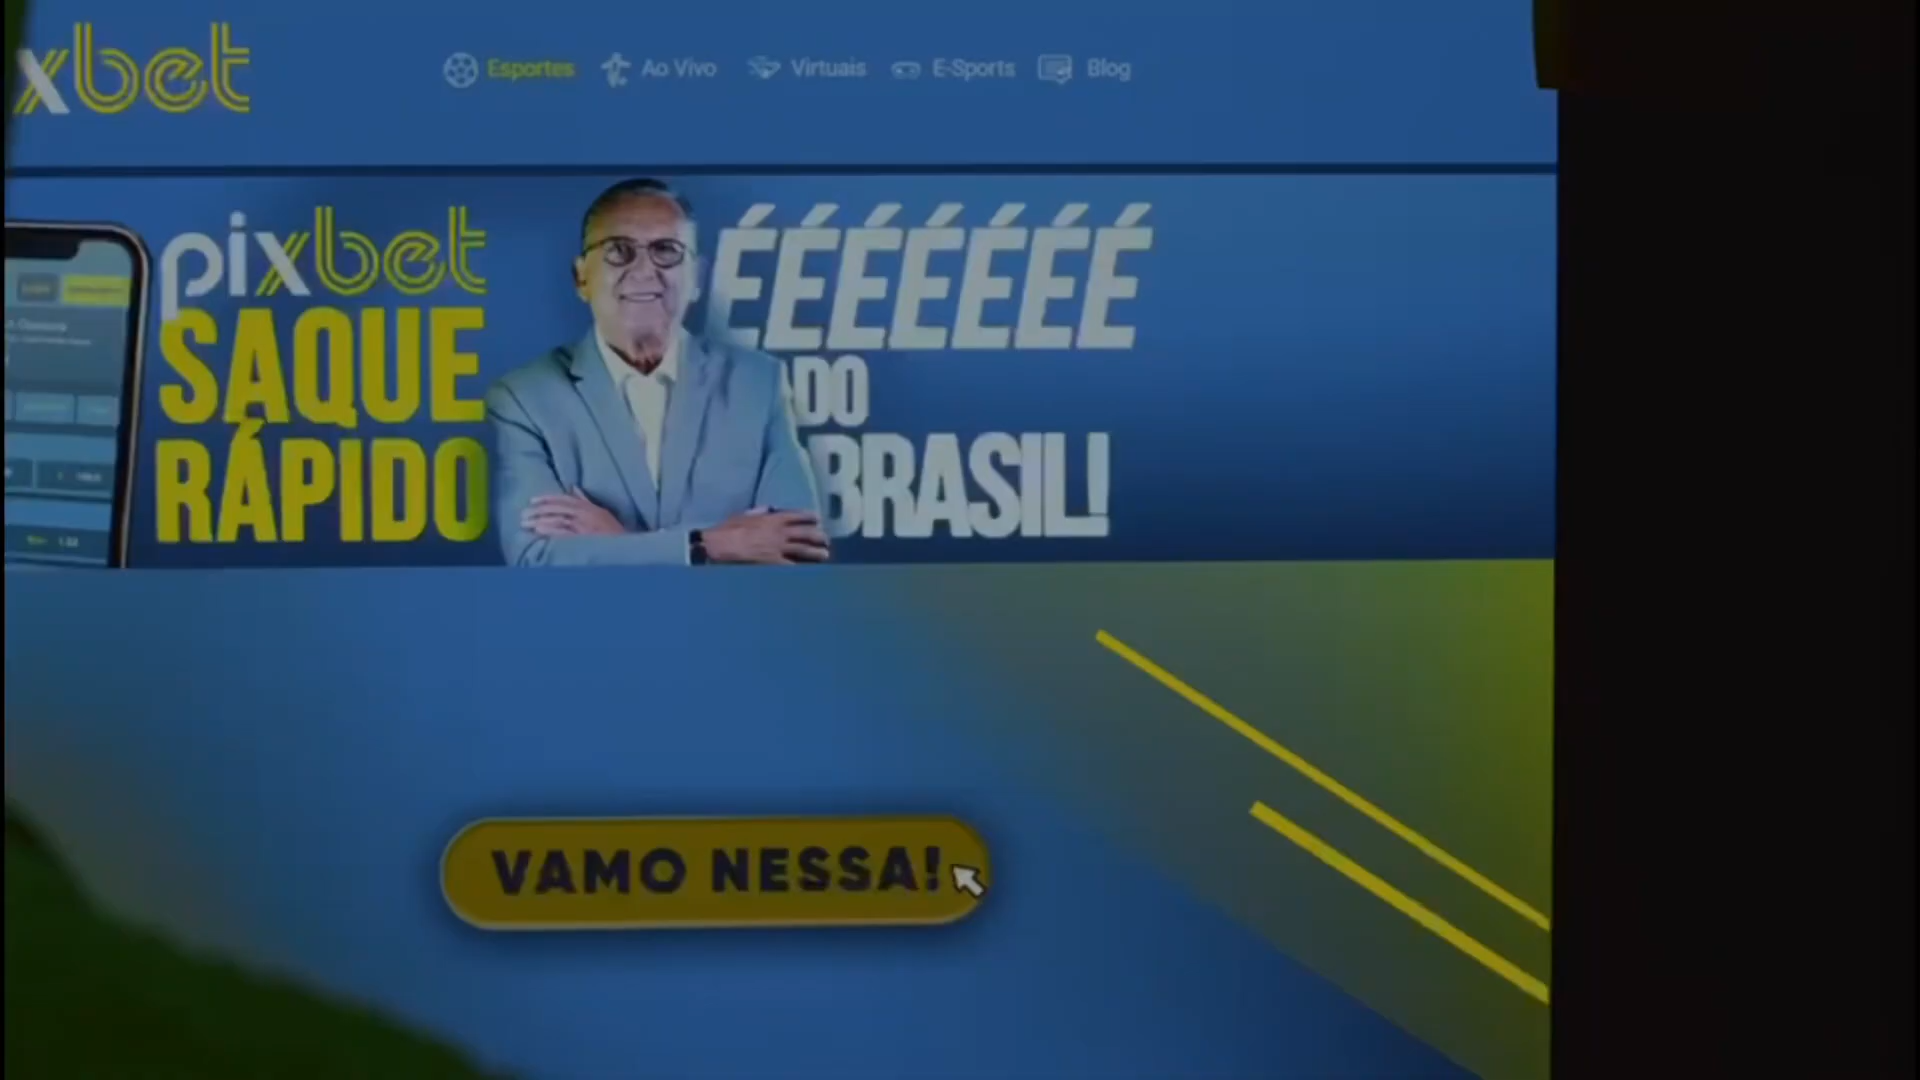 xbet
Esportes Ao Vivo Virtuais E-Sports Blog
pixbet
SAQUE
RÁPIDO
ÉÉÉÉÉÉÉ
DO
BRASIL!
VAMO NESSA!